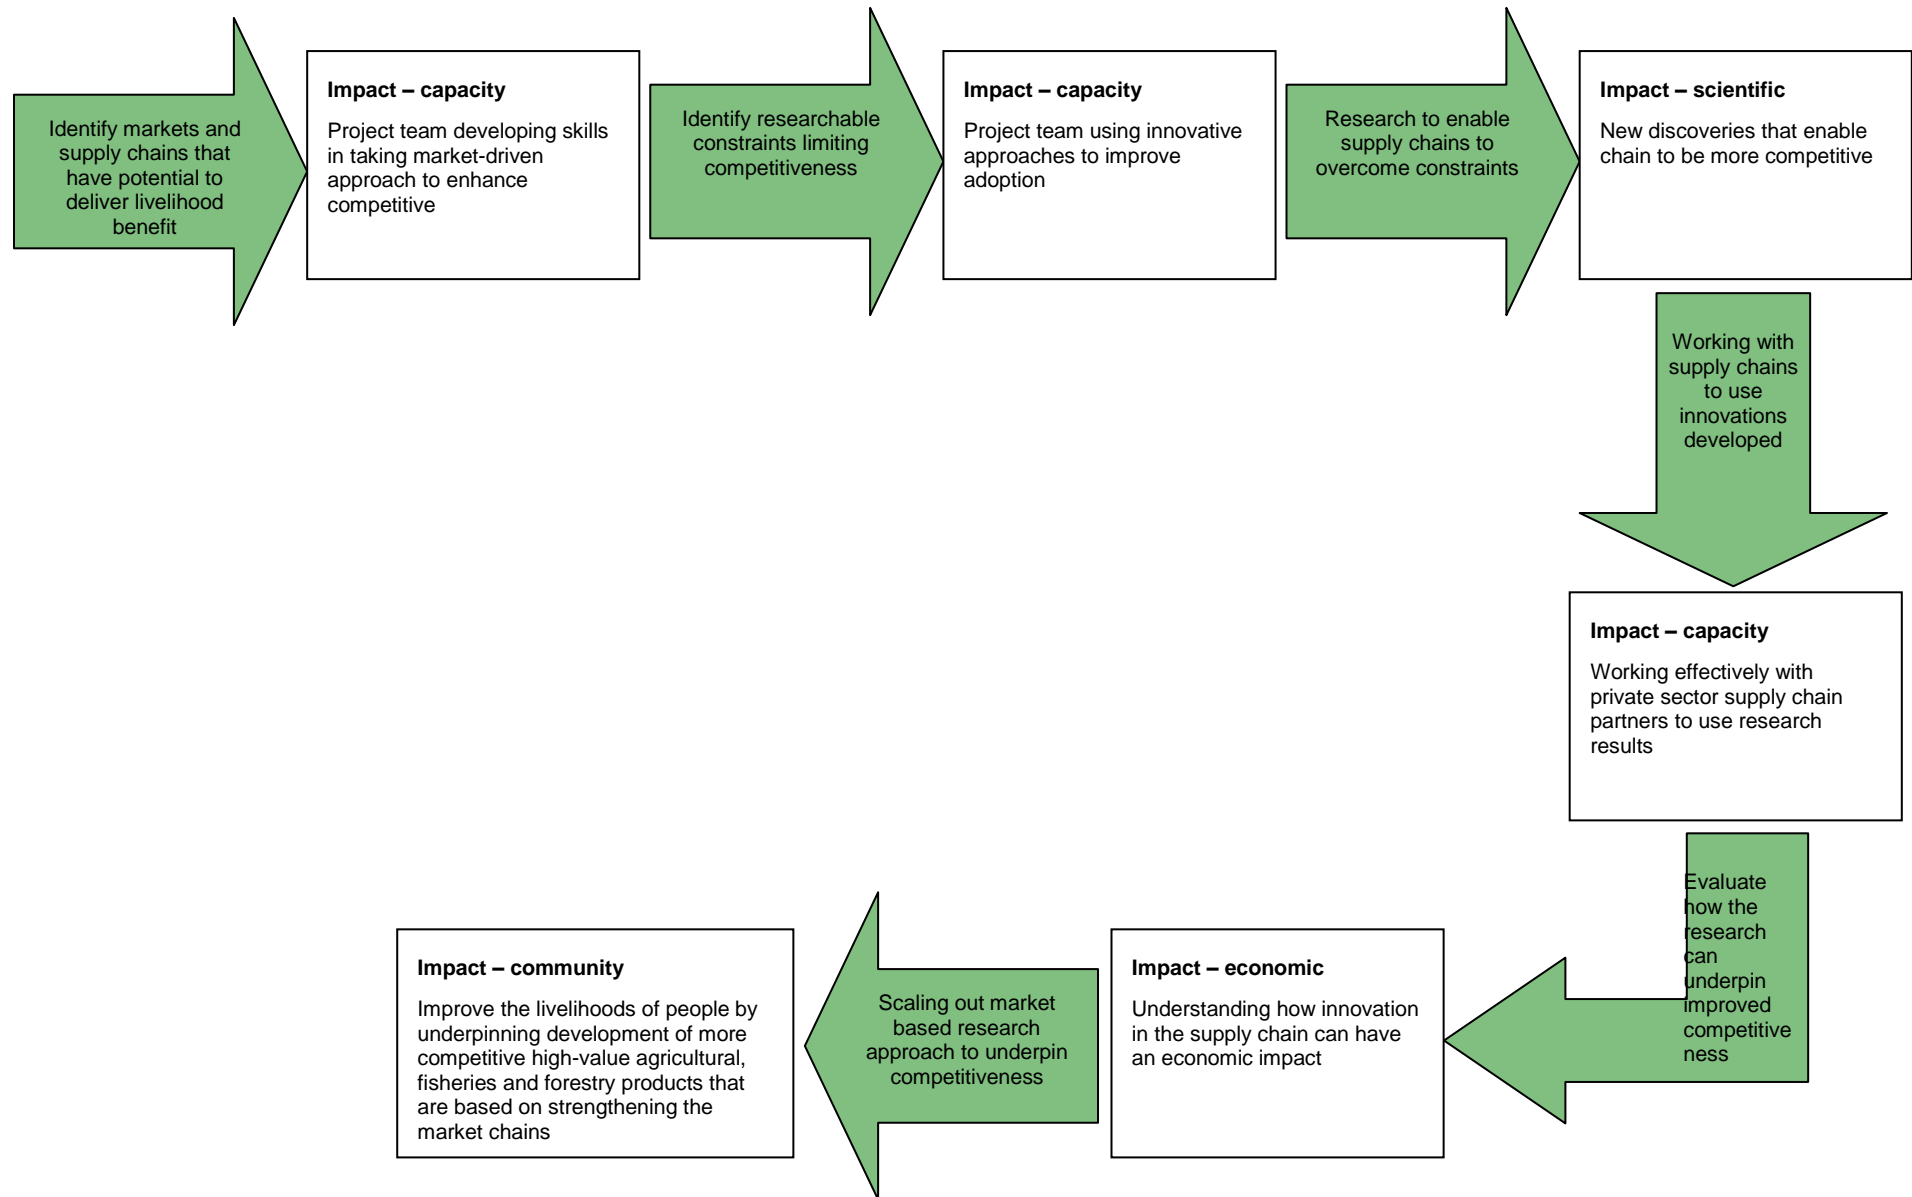 Identify markets and
supply chains that
have potential to
deliver livelihood
benefit
Impact – capacity
Project team developing skills
in taking market-driven
approach to enhance
competitive
Identify researchable
constraints limiting
competitiveness
Impact – capacity
Project team using innovative
approaches to improve
adoption
Research to enable
supply chains to
overcome constraints
Impact – scientific
New discoveries that enable
chain to be more competitive
Working with
supply chains
to use
innovations
developed
Impact – capacity
Working effectively with
private sector supply chain
partners to use research
results
Evaluate
how the
research
can
underpin
improved
competitive
ness
Impact – economic
Understanding how innovation
in the supply chain can have
an economic impact
Scaling out market
based research
approach to underpin
competitiveness
Impact – community
Improve the livelihoods of people by
underpinning development of more
competitive high-value agricultural,
fisheries and forestry products that
are based on strengthening the
market chains